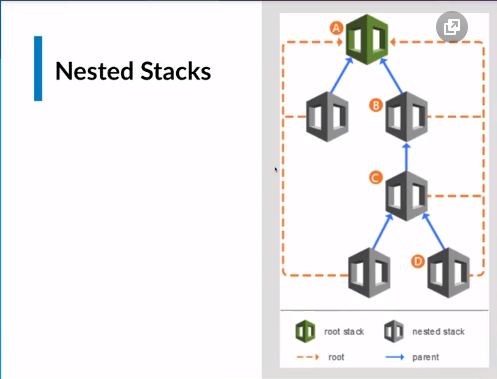 Nested Stacks
A
B
C
D
root stack
nested stack
root
parent